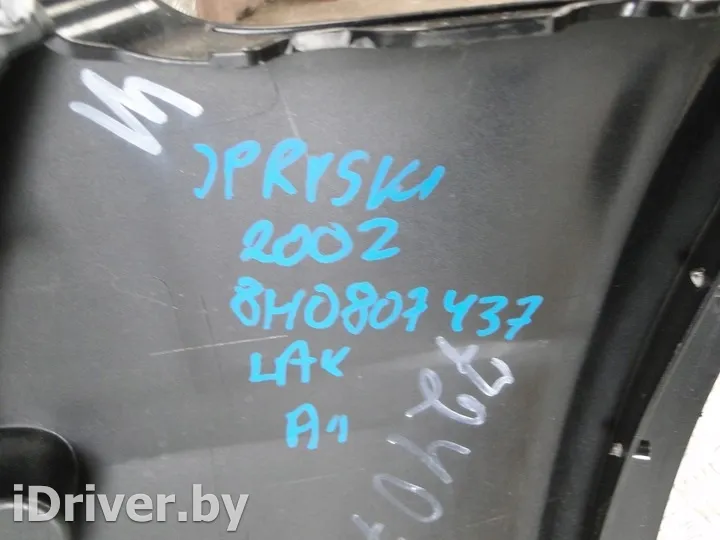 SPRYSKI
2002
8H0807437
LAK
A1
iDriver.by